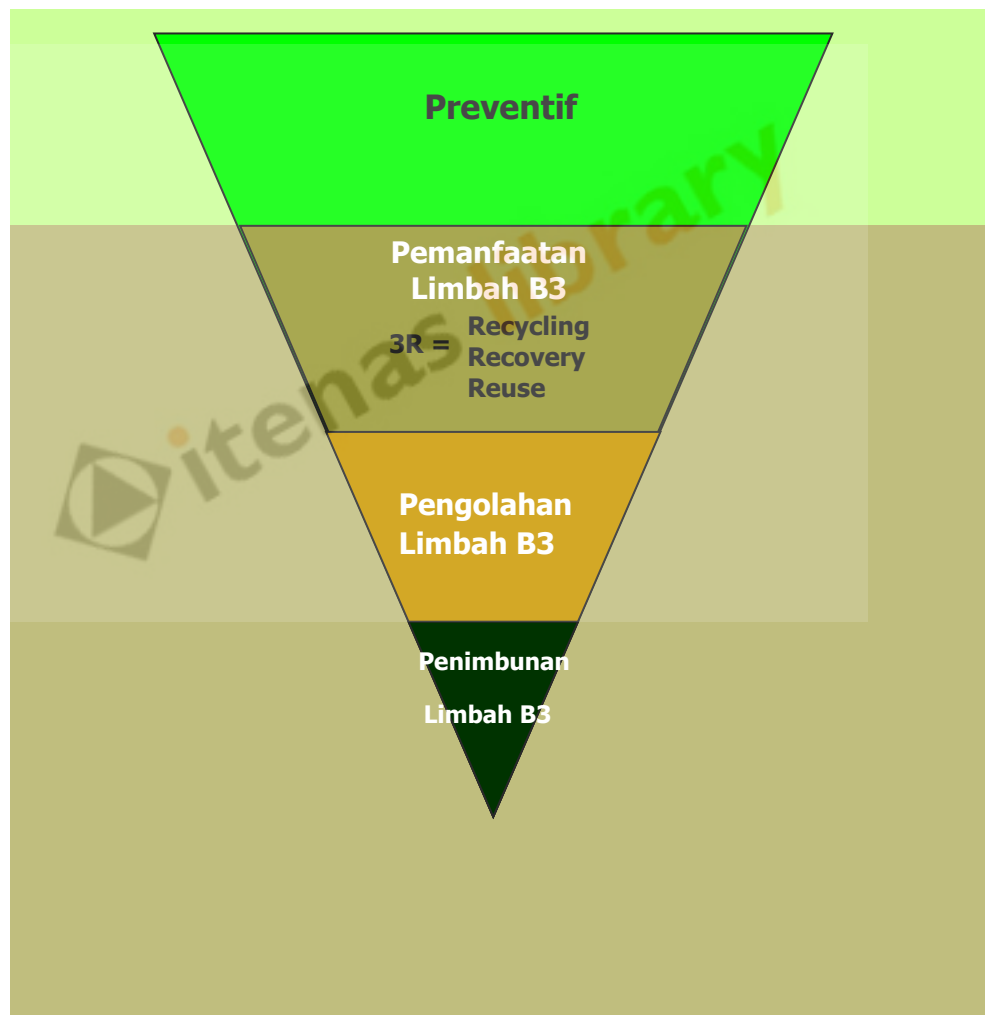 Preventif
Pemanfaatan
Limbah B3
3R =
Recycling
Recovery
Reuse
Pengolahan
Limbah B3
Penimbunan
Limbah B3
itenas library